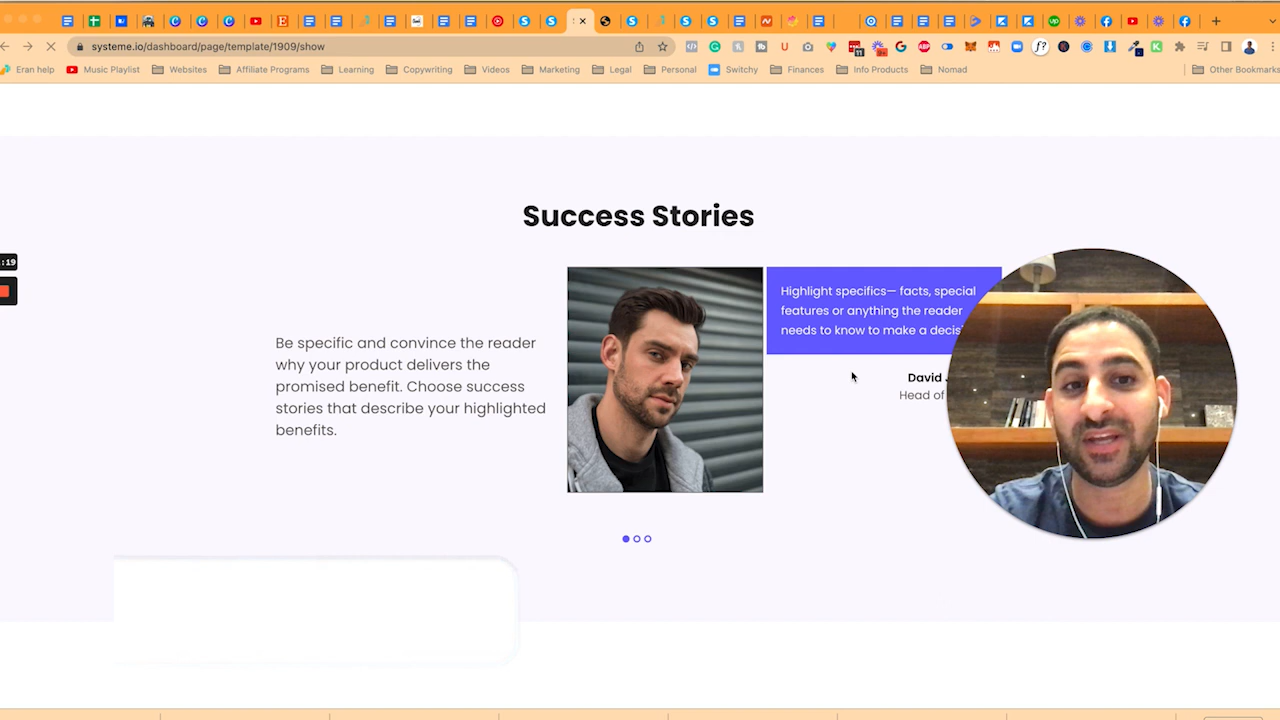 systeme.io/dashboard/page/template/1909/show
Eran help
Music Playlist
Websites
Affiliate Programs
Learning
Copywriting
Videos
Marketing
Legal
Personal
Switchy
Finances
Info Products
Nomad
Other Bookmarks
Success Stories
:19
Be specific and convince the reader
why your product delivers the
promised benefit. Choose success
stories that describe your highlighted
benefits.
Highlight specifics— facts, special
features or anything the reader
needs to know to make a
David
Head of